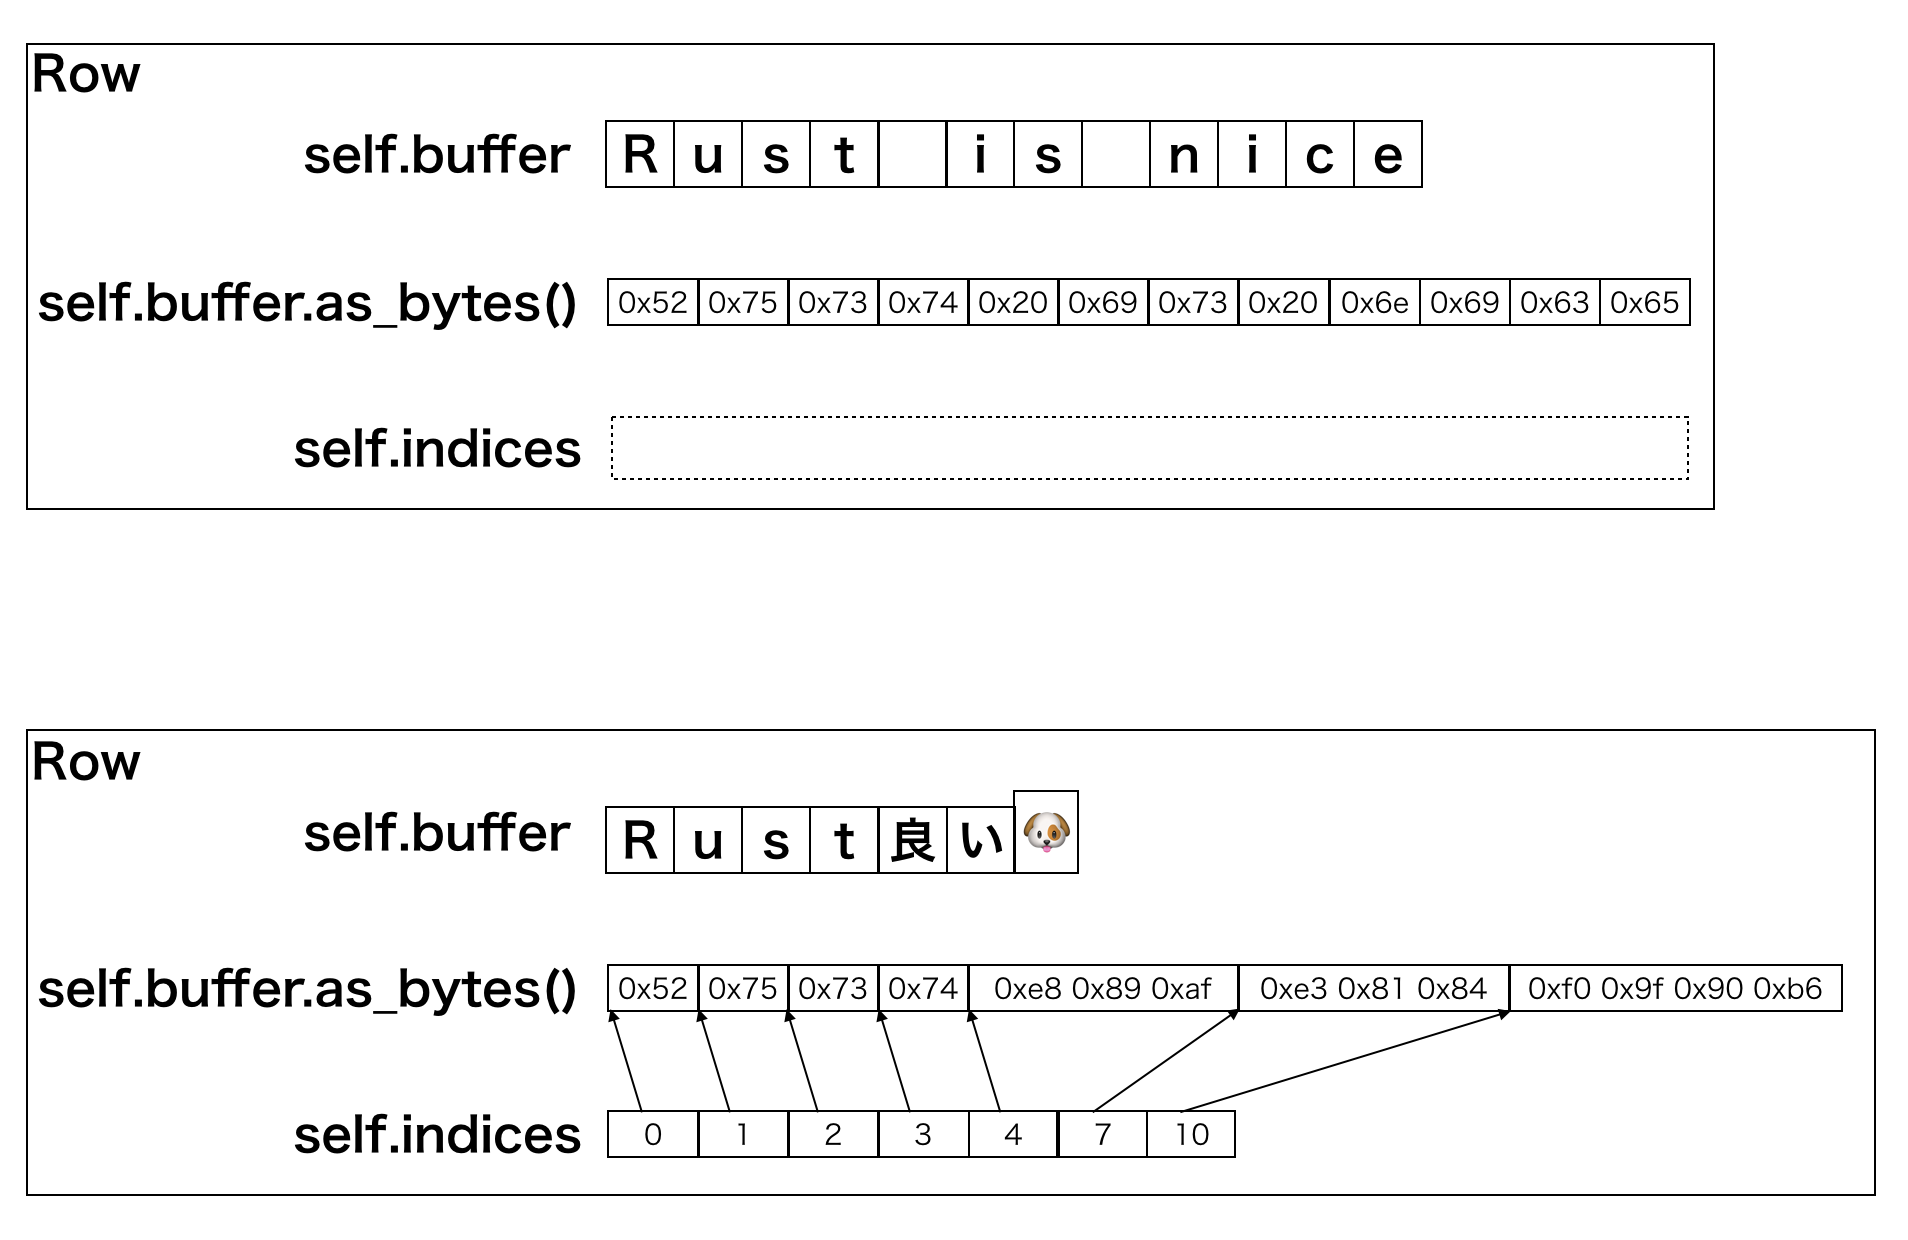 Row
self.buffer R u s t i s n i c e
self.buffer.as_bytes() 0x52 0x75 0x73 0x74 0x20 0x69 0x73 0x20 0x6e 0x69 0x63 0x65
self.indices
Row
self.buffer R u s t 良 い 🐶
self.buffer.as_bytes() 0x52 0x75 0x73 0x74 0xe8 0x89 0xaf 0xe3 0x81 0x84 0xf0 0x9f 0x90 0xb6
self.indices 0 1 2 3 4 7 10